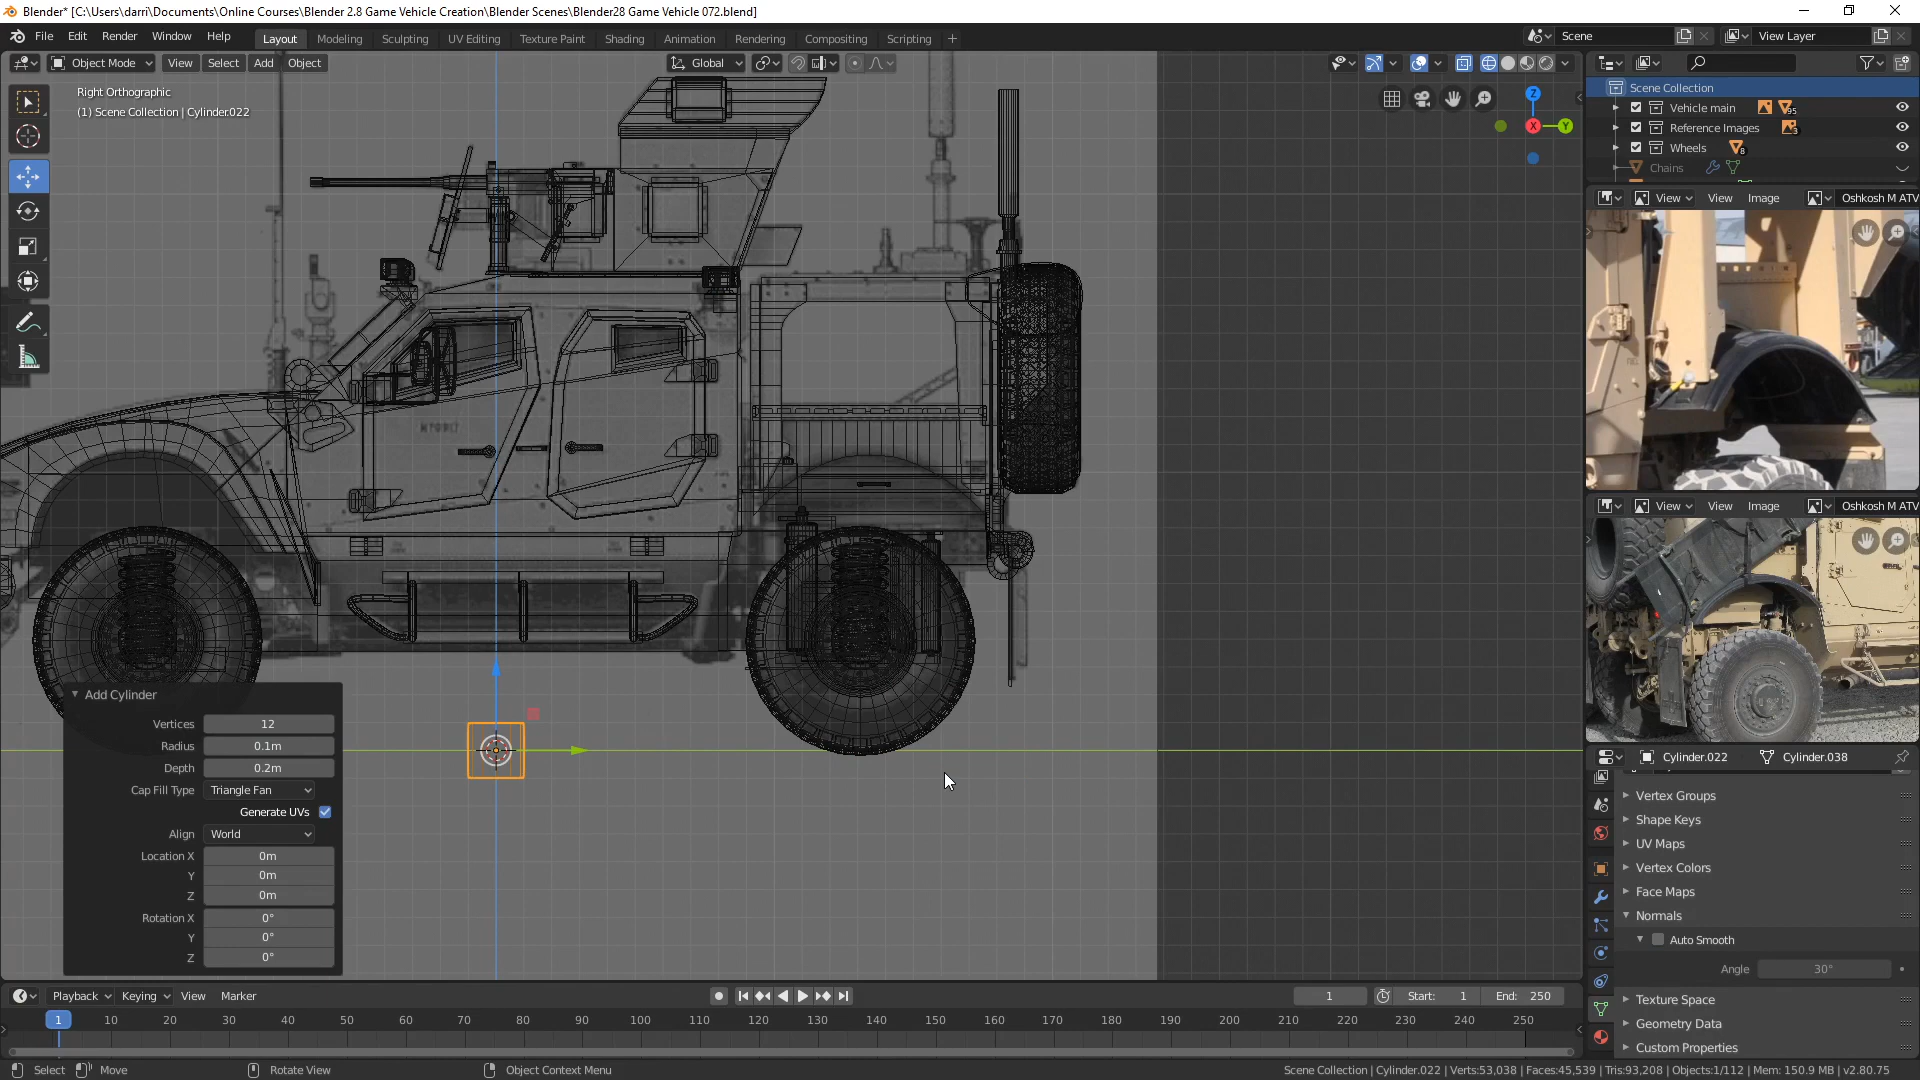 Blender* [C:\Users\darri\Documents\Online Courses\Blender 2.8 Game Vehicle Creation\Blender Scenes\Blender28 Game Vehicle 072.blend]
File Edit Render Window Help Layout Modeling Sculpting UV Editing Texture Paint Shading Animation Rendering Compositing Scripting + Scene View Layer
Object Mode View Select Add Object Global
Right Orthographic
(1) Scene Collection | Cylinder.022
Z
X
Y
Scene Collection
Vehicle main 95
Reference Images 3
Wheels 8
Chains
View View Image Oshkosh M ATV
View View Image Oshkosh M ATV
Add Cylinder
Vertices 12
Radius 0.1m
Depth 0.2m
Cap Fill Type Triangle Fan
Generate UVs
Align World
Location X 0m
Y 0m
Z 0m
Rotation X 0°
Y 0°
Z 0°
Cylinder.022 Cylinder.038
Vertex Groups
Shape Keys
UV Maps
Vertex Colors
Face Maps
Normals
Auto Smooth
Angle 30°
Texture Space
Geometry Data
Custom Properties
Playback Keying View Marker 1 Start: 1 End: 250
1 10 20 30 40 50 60 70 80 90 100 110 120 130 140 150 160 170 180 190 200 210 220 230 240 250
Select Move Rotate View Object Context Menu Scene Collection | Cylinder.022 | Verts:53,038 | Faces:45,539 | Tris:93,208 | Objects:1/112 | Mem: 150.9 MB | v2.80.75